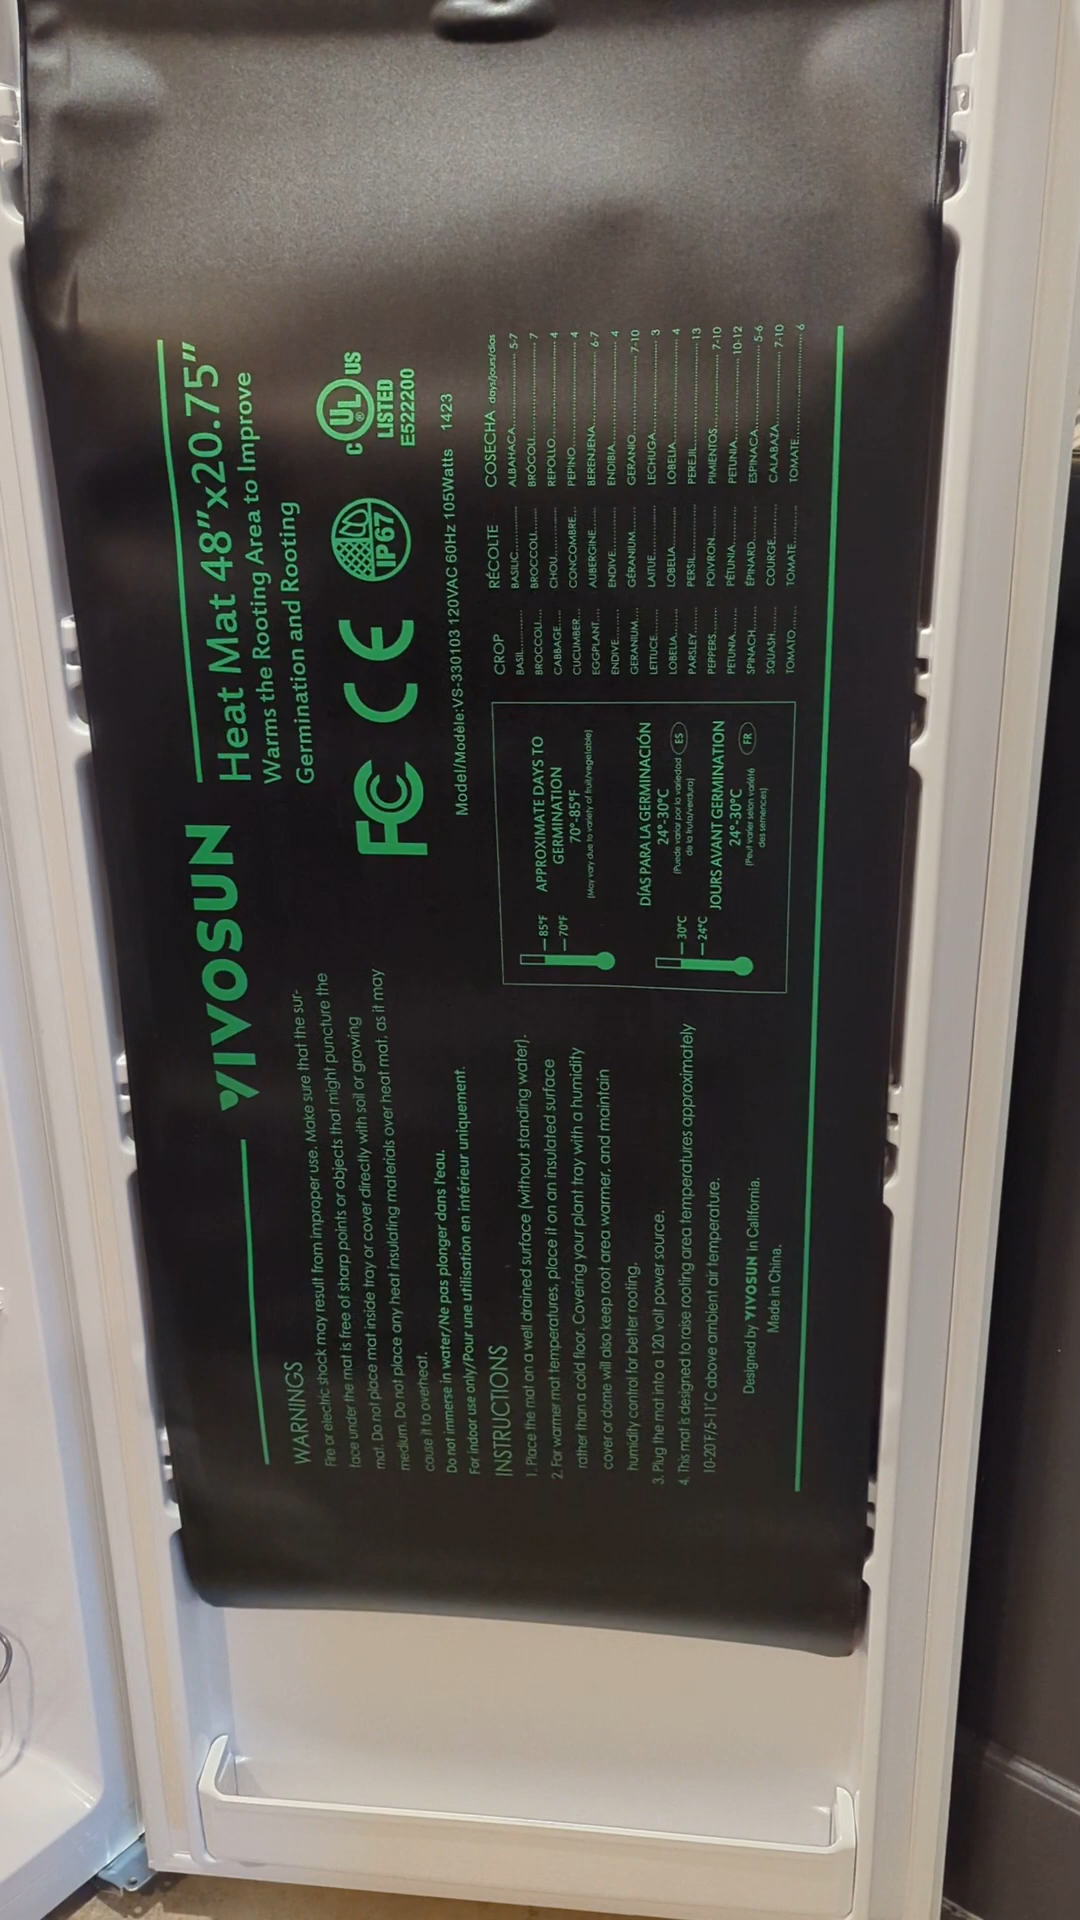 VIVOSUN
Heat Mat 48"x20.75"
Warms the Rooting Area to Improve
Germination and Rooting
FC CE IP67
C UL® US
LISTED
E522200
Model/Modèle:VS-330103 120VAC 60Hz 105Watts 1423
WARNINGS
Fire or electric shock may result from improper use. Make sure that the sur-
face under the mat is free of sharp points or objects that might puncture the
mat. Do not place mat inside tray or cover directly with soil or growing
medium. Do not place any heat insulating materials over heat mat, as it may
cause it to overheat.
Do not immerse in water/Ne pas plonger dans l'eau.
For indoor use only/Pour une utilisation en intérieur uniquement.
INSTRUCTIONS
1. Place the mat on a well drained surface (without standing water).
2. For warmer mat temperatures, place it on an insulated surface
rather than a cold floor. Covering your plant tray with a humidity
cover or dome will also keep root area warmer, and maintain
humidity control for better rooting.
3. Plug the mat into a 120 volt power source.
4. This mat is designed to raise rooting area temperatures approximately
10-20°F/5-11°C above ambient air temperature.
Designed by VIVOSUN in California.
Made in China.
85°F
70°F
APPROXIMATE DAYS TO
GERMINATION
70°-85°F
(May vary due to variety of fruit/vegetable)
30°C
24°C
DÍAS PARA LA GERMINACIÓN
24°-30°C
(Puede variar por la variedad
de la fruta/verdura)
ES
JOURS AVANT GERMINATION
24°-30°C
(Peut varier selon variété
des semences)
FR
CROP RÉCOLTE COSECHA days/jours/días
BASIL......... BASILIC......... ALBAHACA......... 5-7
BROCCOLI...... BROCCOLI...... BRÓCOLI......... 7
CABBAGE...... CHOU......... REPOLLO......... 4
CUCUMBER... CONCOMBRE... PEPINO......... 4
EGGPLANT...... AUBERGINE...... BERENJENA......... 6-7
ENDIVE......... ENDIVE......... ENDIBIA......... 4
GERANIUM...... GÉRANIUM...... GERANIO......... 7-10
LETTUCE......... LAITUE......... LECHUGA......... 3
LOBELIA......... LOBELIA......... LOBELIA......... 4
PARSLEY......... PERSIL......... PEREJIL......... 13
PEPPERS......... POIVRON......... PIMIENTOS......... 7-10
PETUNIA......... PÉTUNIA......... PETUNIA......... 10-12
SPINACH......... ÉPINARD......... ESPINACA......... 5-6
SQUASH......... COURGE......... CALABAZA......... 7-10
TOMATO......... TOMATE......... TOMATE......... 6